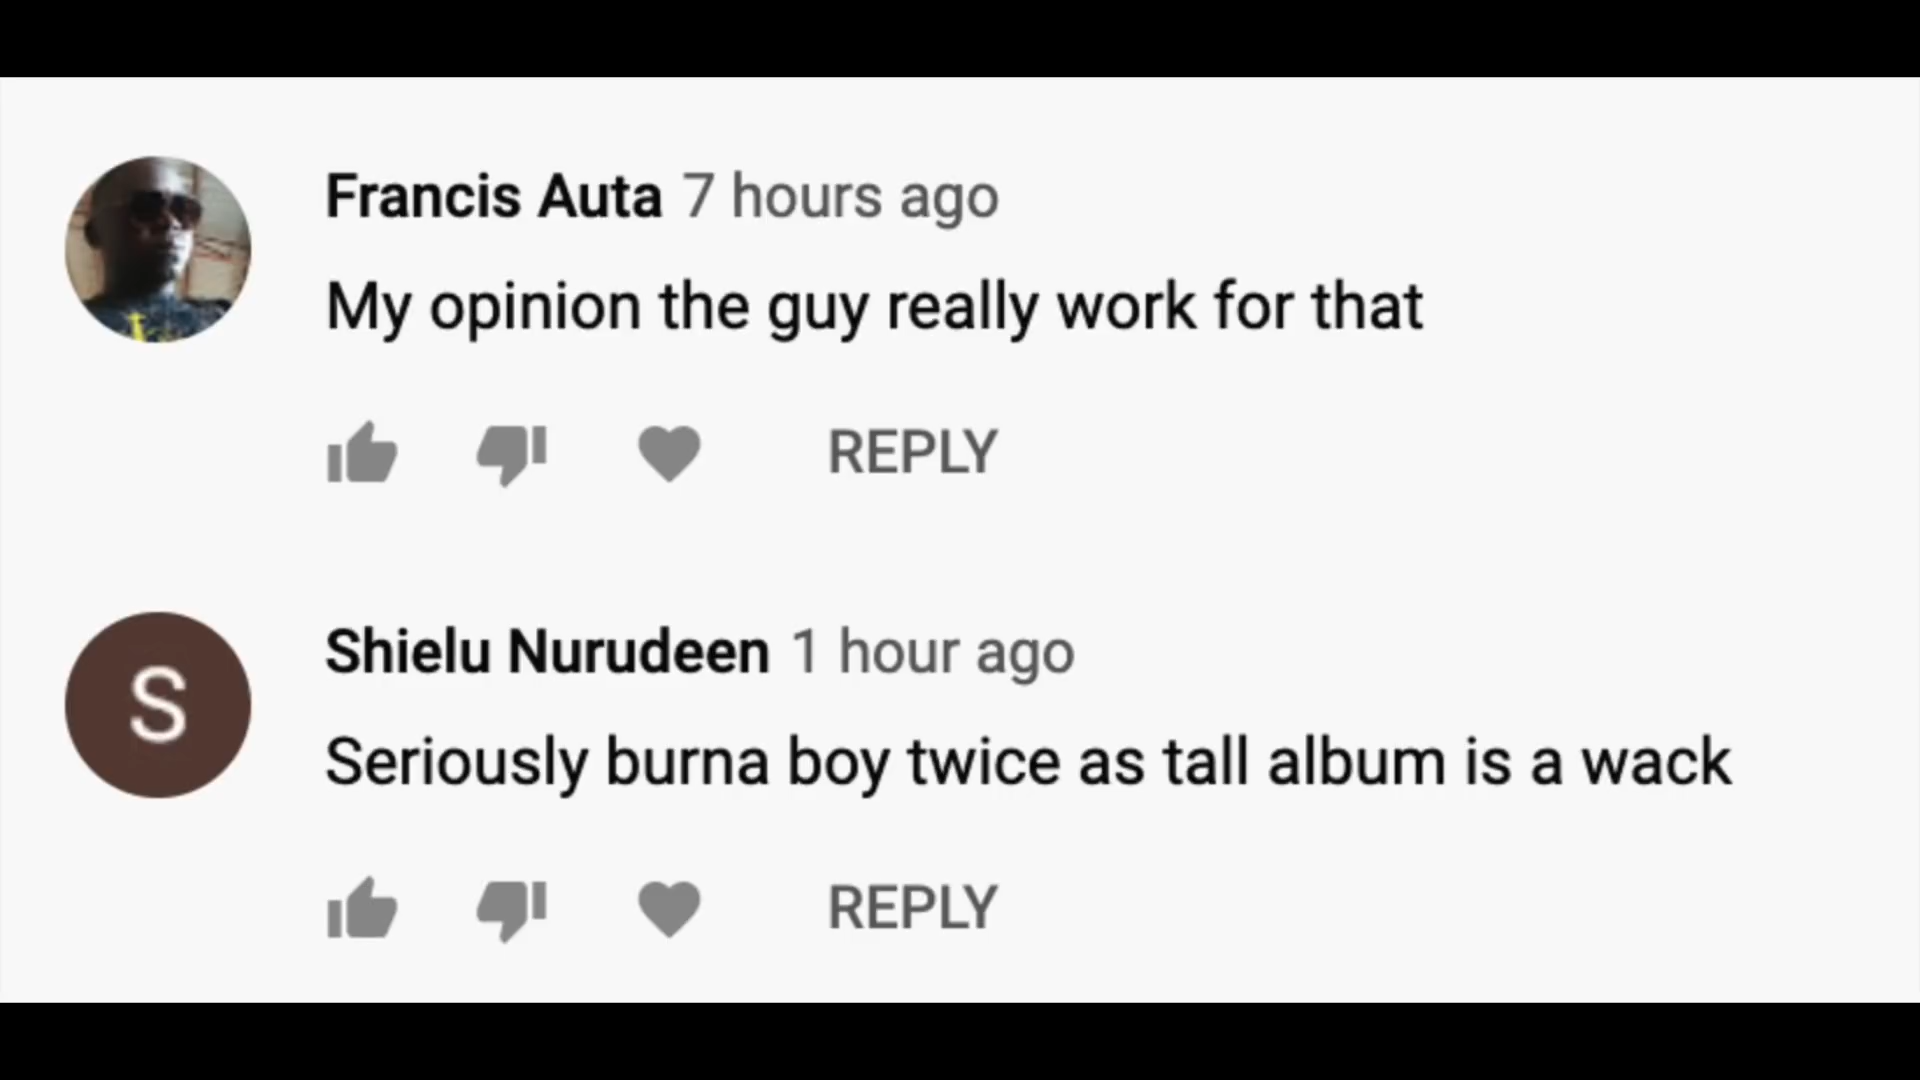 Francis Auta 7 hours ago
My opinion the guy really work for that
REPLY
S
Shielu Nurudeen 1 hour ago
Seriously burna boy twice as tall album is a wack
REPLY